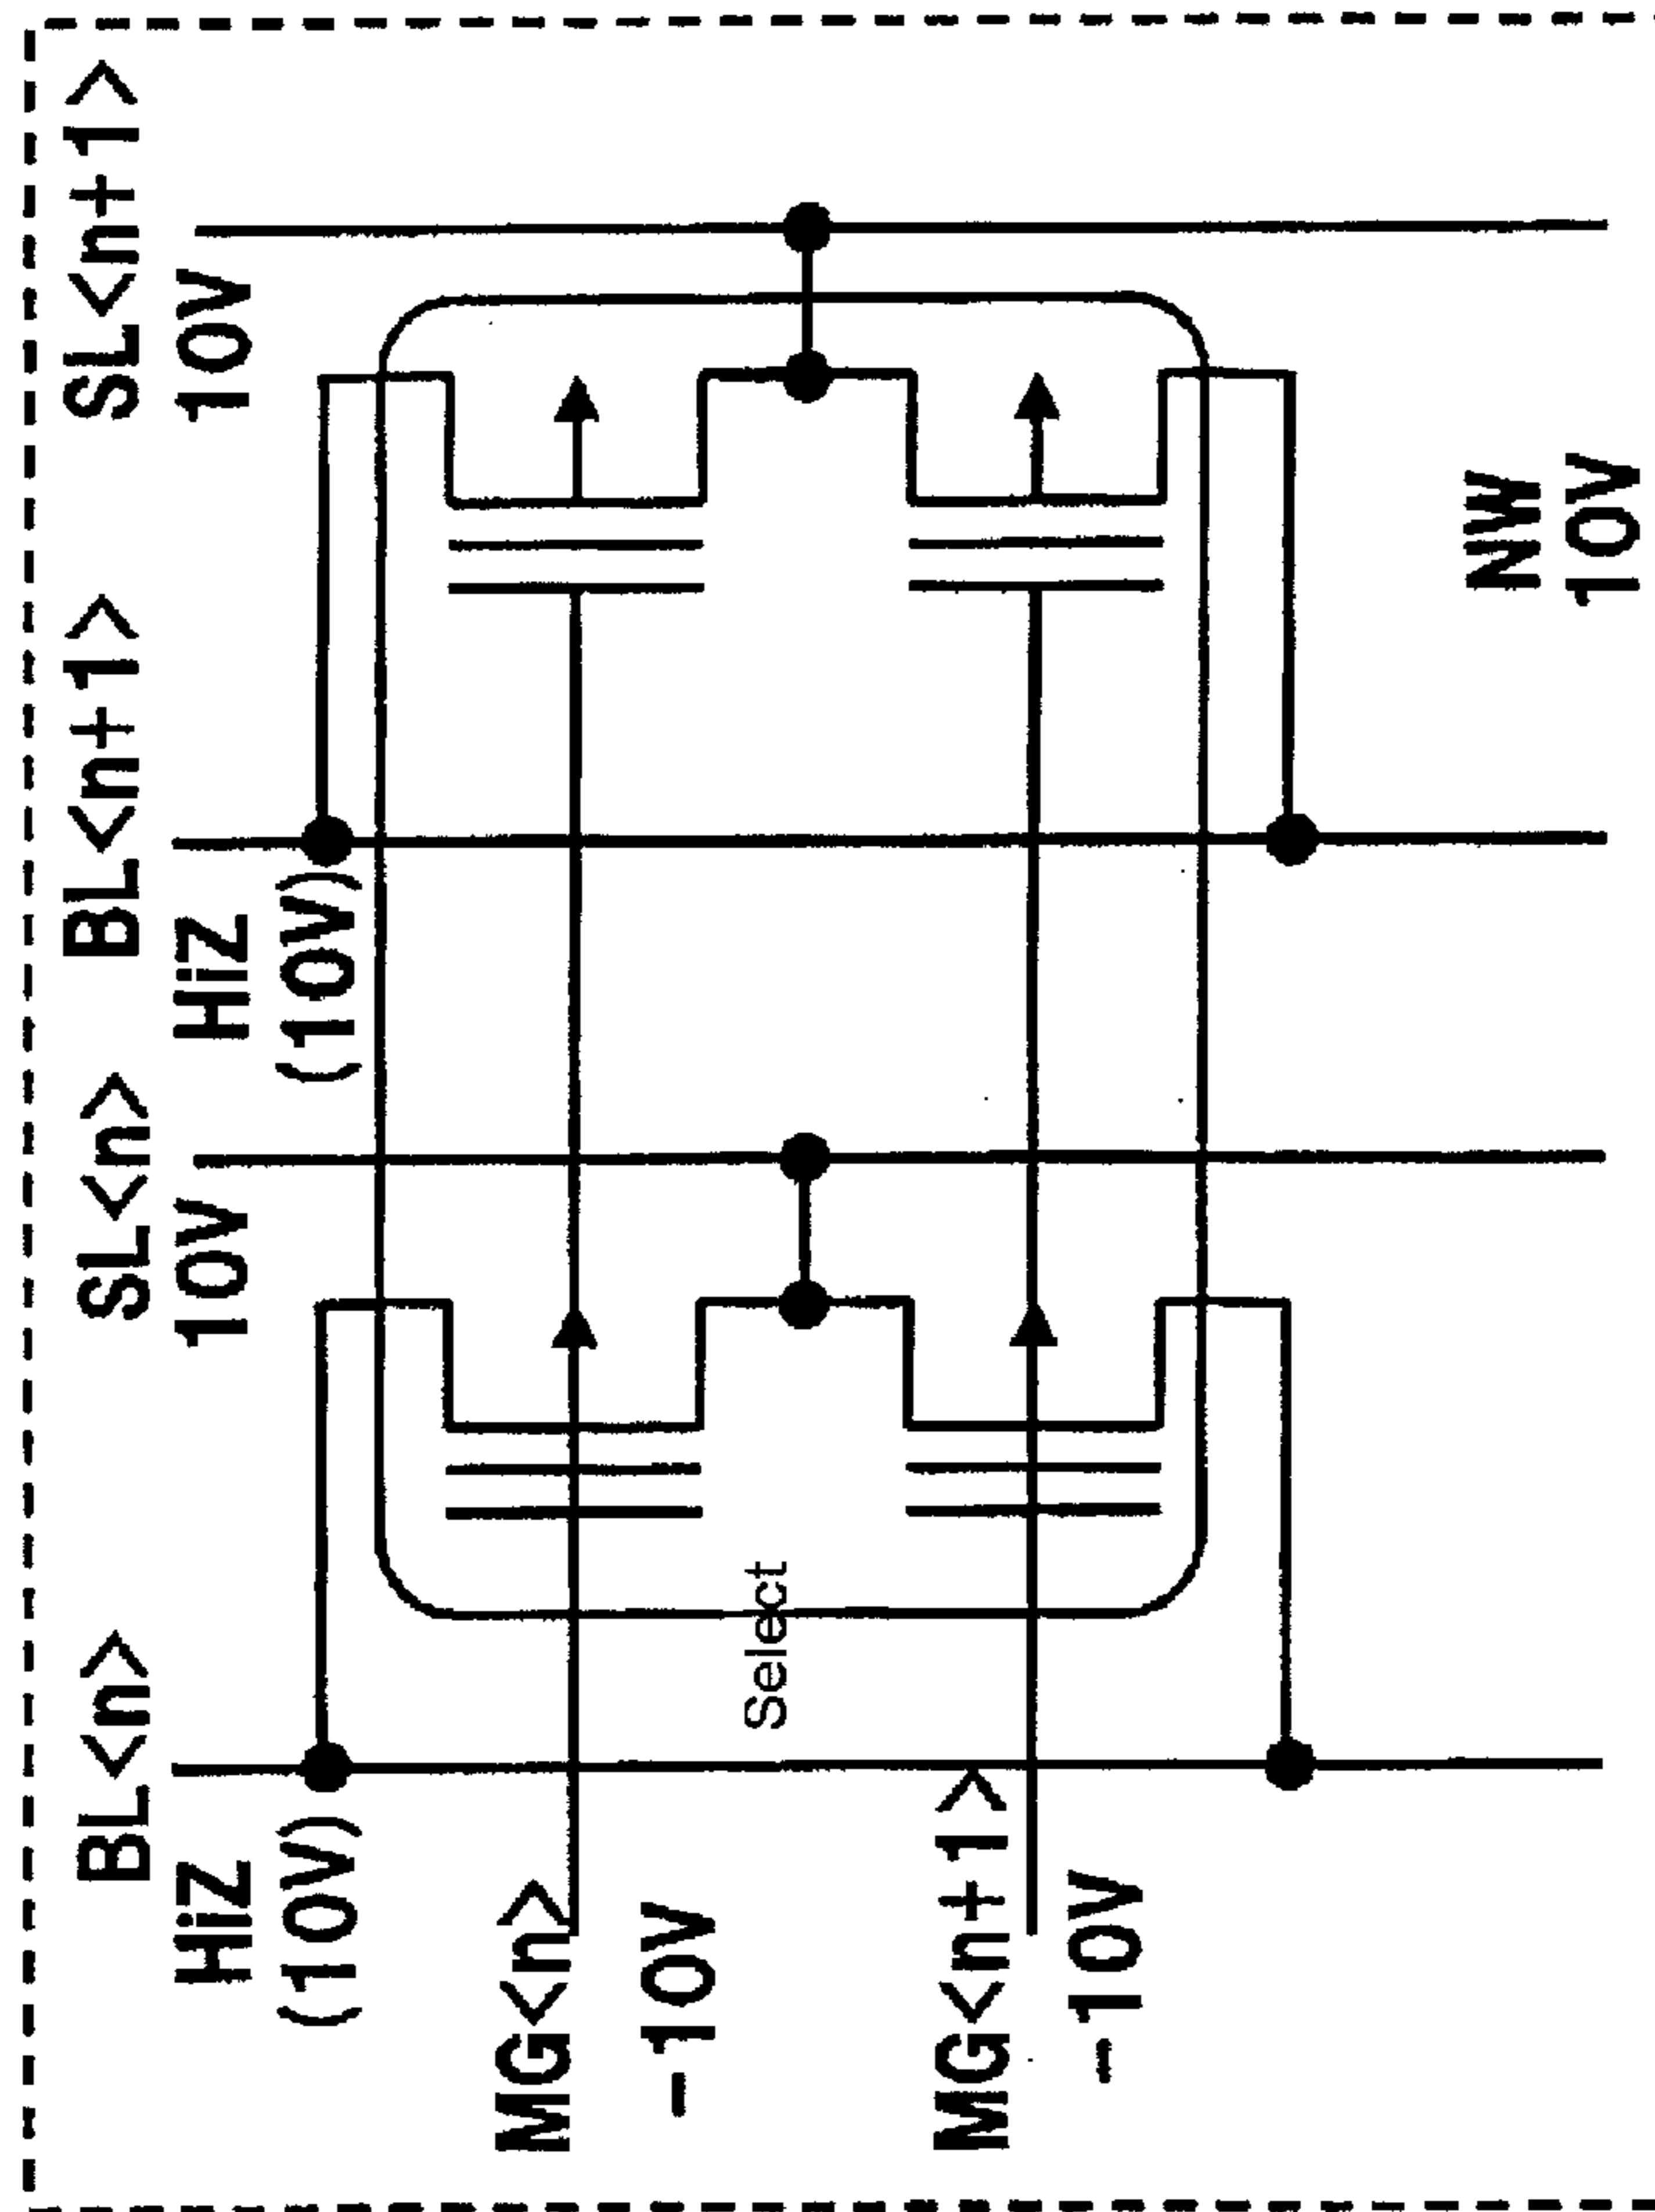 BL<n>
HiZ
(10V)
SL<n>
10V
BL<n+1>
HiZ
(10V)
SL<n+1>
10V
MG<n>
-10V
Select
MG<n+1>
-10V
NW
10V